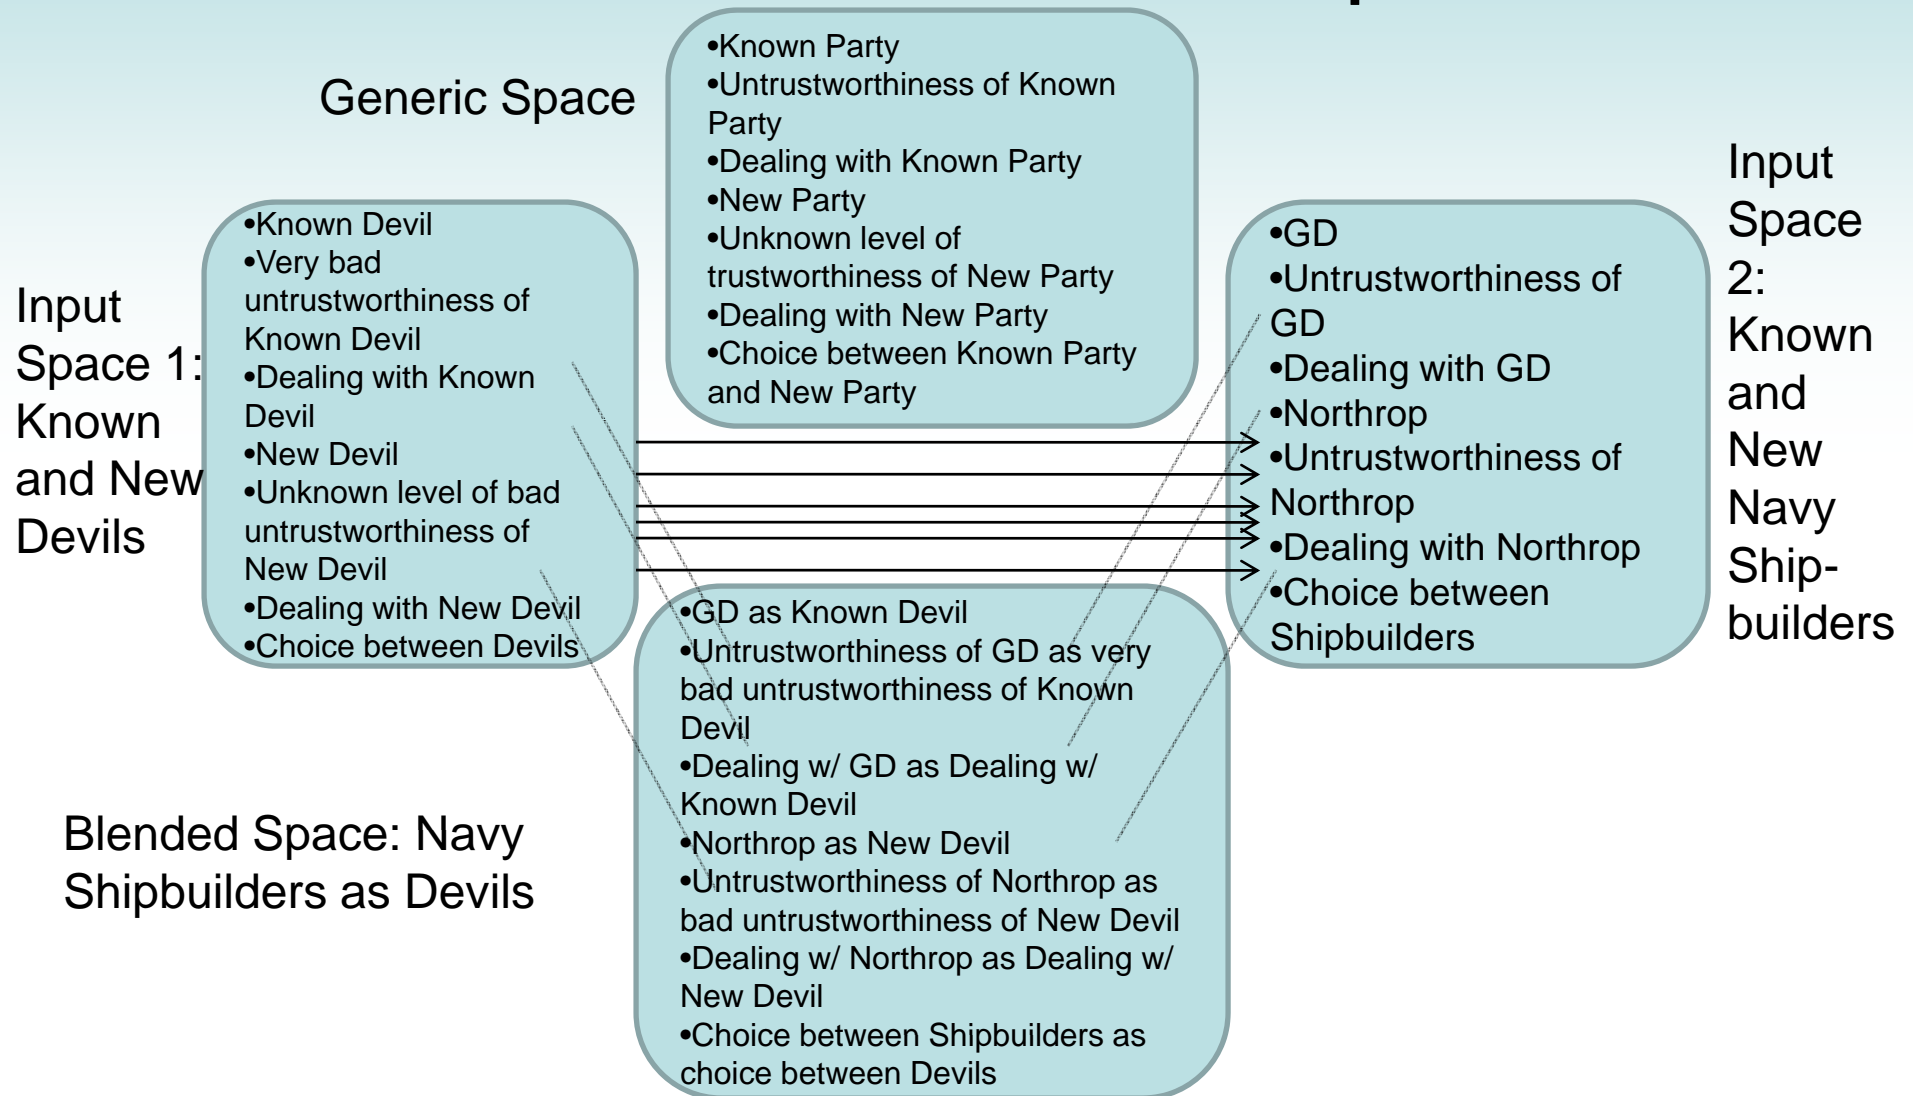 Generic Space
•Known Party
•Untrustworthiness of Known
Party
•Dealing with Known Party
•New Party
•Unknown level of
trustworthiness of New Party
•Dealing with New Party
•Choice between Known Party
and New Party
Input
Space 1:
Known
and New
Devils
•Known Devil
•Very bad
untrustworthiness of
Known Devil
•Dealing with Known
Devil
•New Devil
•Unknown level of bad
untrustworthiness of
New Devil
•Dealing with New Devil
•Choice between Devils
•GD
•Untrustworthiness of
GD
•Dealing with GD
•Northrop
•Untrustworthiness of
Northrop
•Dealing with Northrop
•Choice between
Shipbuilders
Input
Space
2:
Known
and
New
Navy
Ship-
builders
•GD as Known Devil
•Untrustworthiness of GD as very
bad untrustworthiness of Known
Devil
•Dealing w/ GD as Dealing w/
Known Devil
•Northrop as New Devil
•Untrustworthiness of Northrop as
bad untrustworthiness of New Devil
•Dealing w/ Northrop as Dealing w/
New Devil
•Choice between Shipbuilders as
choice between Devils
Blended Space: Navy
Shipbuilders as Devils